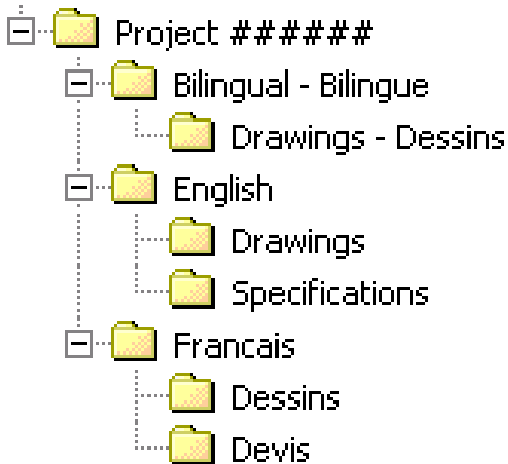 Project ######
Bilingual - Bilingue
Drawings - Dessins
English
Drawings
Specifications
Francais
Dessins
Devis